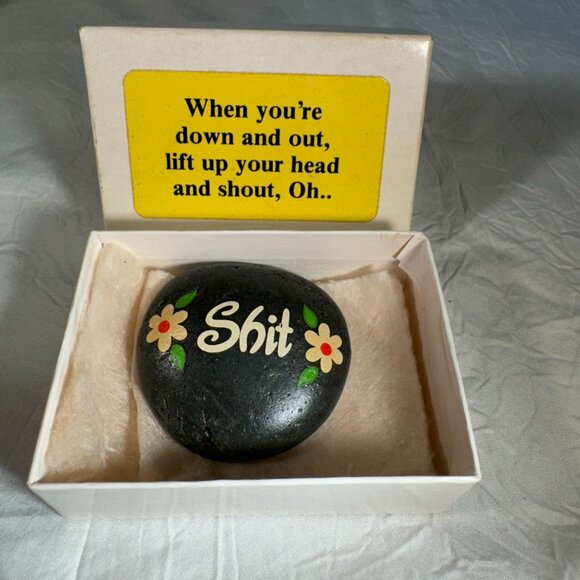 When you're
down and out,
lift up your head
and shout, Oh..
Shit